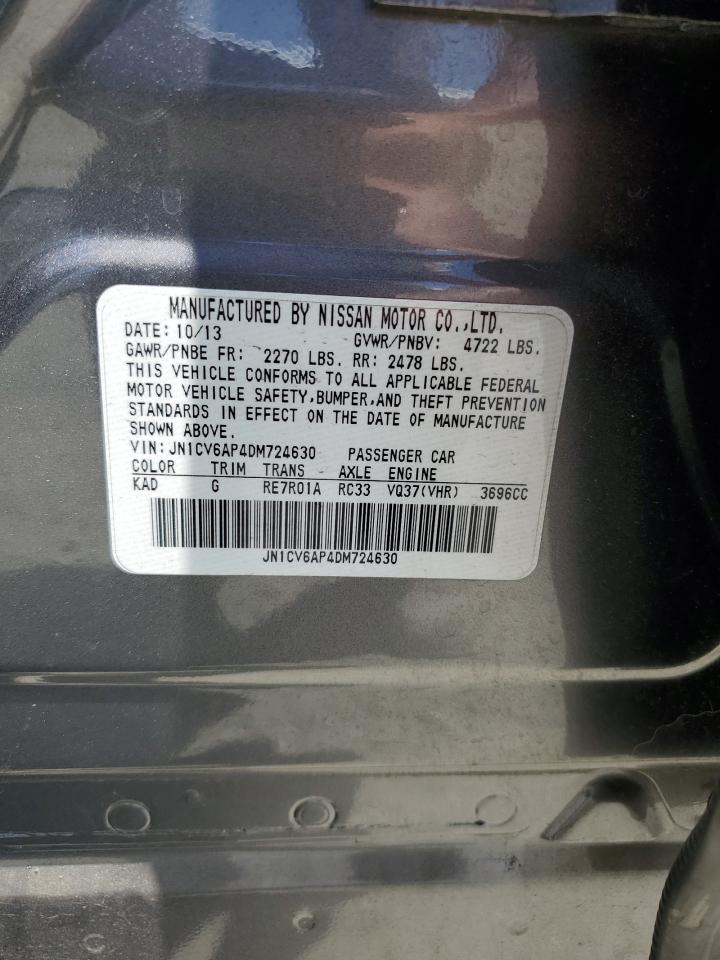 MANUFACTURED BY NISSAN MOTOR CO.,LTD.
DATE: 10/13 GVWR/PNBV: 4722 LBS.
GAWR/PNBE FR: 2270 LBS. RR: 2478 LBS.
THIS VEHICLE CONFORMS TO ALL APPLICABLE FEDERAL
MOTOR VEHICLE SAFETY,BUMPER,AND THEFT PREVENTION
STANDARDS IN EFFECT ON THE DATE OF MANUFACTURE
SHOWN ABOVE.
VIN:JN1CV6AP4DM724630 PASSENGER CAR
COLOR TRIM TRANS AXLE ENGINE
KAD G RE7R01A RC33 VQ37(VHR) 3696CC
JN1CV6AP4DM724630